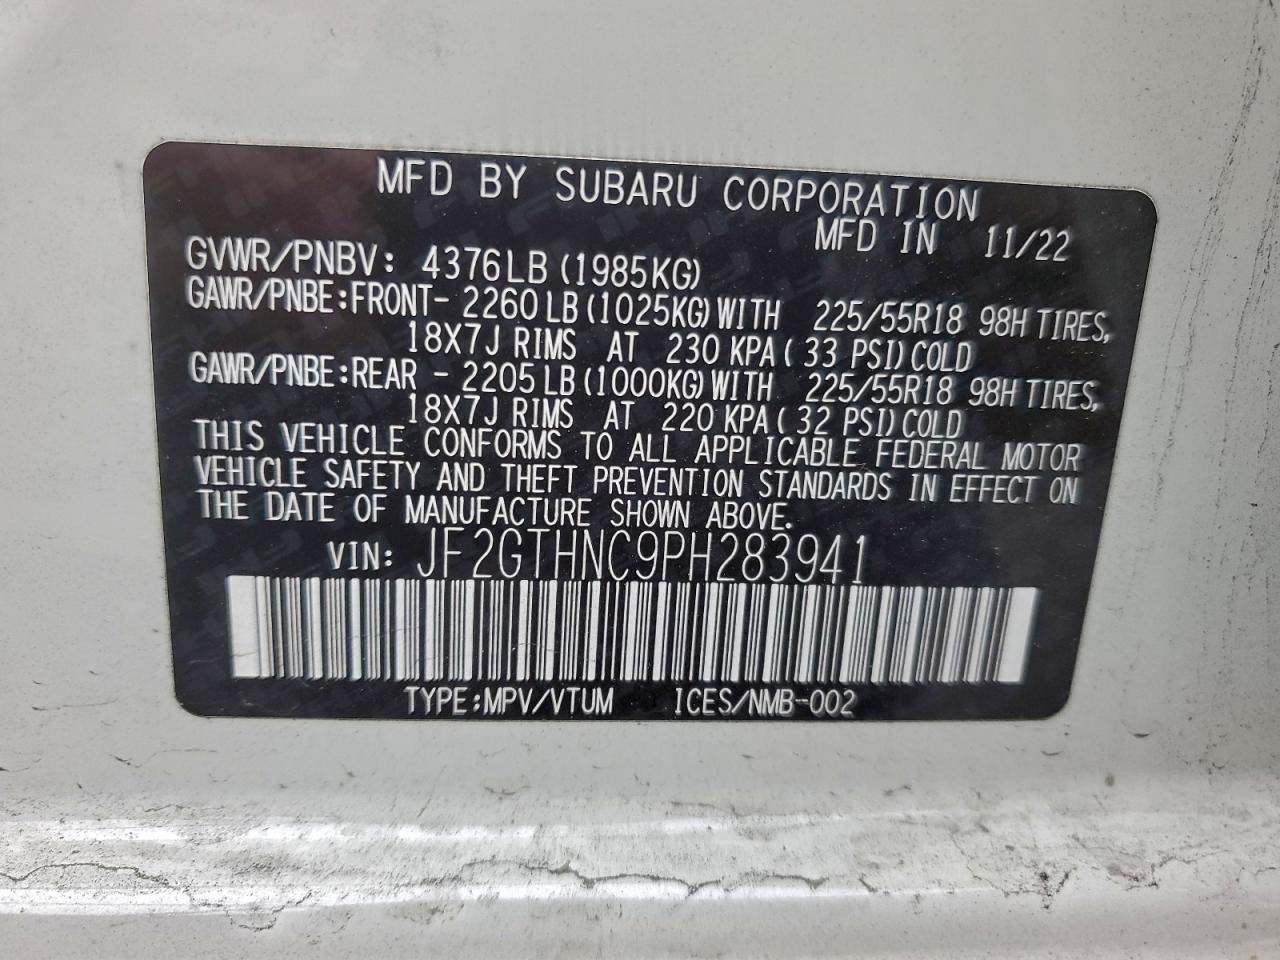 MFD BY SUBARU CORPORATION
MFD IN 11/22
GVWR/PNBV: 4376LB (1985KG)
GAWR/PNBE:FRONT- 2260 LB (1025KG) WITH 225/55R18 98H TIRES,
18X7J RIMS AT 230 KPA ( 33 PSI) COLD
GAWR/PNBE:REAR - 2205 LB (1000KG) WITH 225/55R18 98H TIRES,
18X7J RIMS AT 220 KPA ( 32 PSI) COLD
THIS VEHICLE CONFORMS TO ALL APPLICABLE FEDERAL MOTOR
VEHICLE SAFETY AND THEFT PREVENTION STANDARDS IN EFFECT ON
THE DATE OF MANUFACTURE SHOWN ABOVE.
VIN: JF2GTHNC9PH283941
TYPE:MPV/VTUM ICES/NMB-002